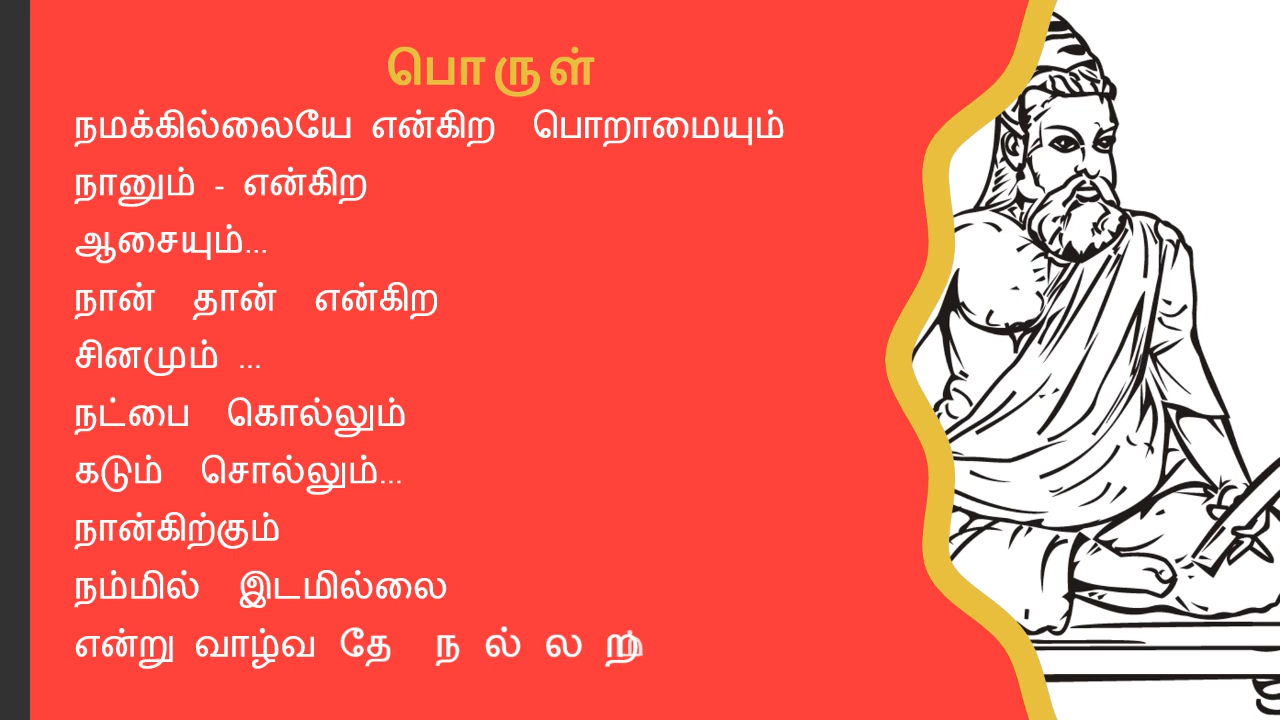 பொருள்
நமக்கில்லையே என்கிற பொறாமையும்
நானும் - என்கிற
ஆசையும்...
நான் தான் என்கிற
சினமும் ...
நட்பை கொல்லும்
கடும் சொல்லும்...
நான்கிற்கும்
நம்மில் இடமில்லை
என்று வாழ்வ தே